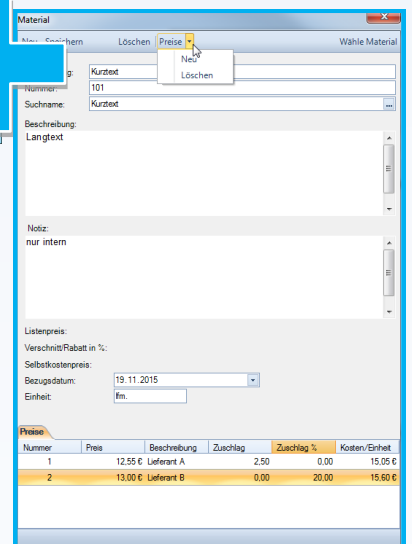 Material
Neu Speichern Löschen Preise Wähle Material
Neu
Löschen
Kurztext
Nummer: 101
Suchname: Kurztext ...
Beschreibung:
Langtext
Notiz:
nur intern
Listenpreis:
Verschnitt/Rabatt in %:
Selbstkostenpreis:
Bezugsdatum: 19.11.2015
Einheit: lfm.
Preise
Nummer Preis Beschreibung Zuschlag Zuschlag % Kosten/Einheit
1 12,55 € Lieferant A 2,50 0,00 15,05 €
2 13,00 € Lieferant B 0,00 20,00 15,60 €